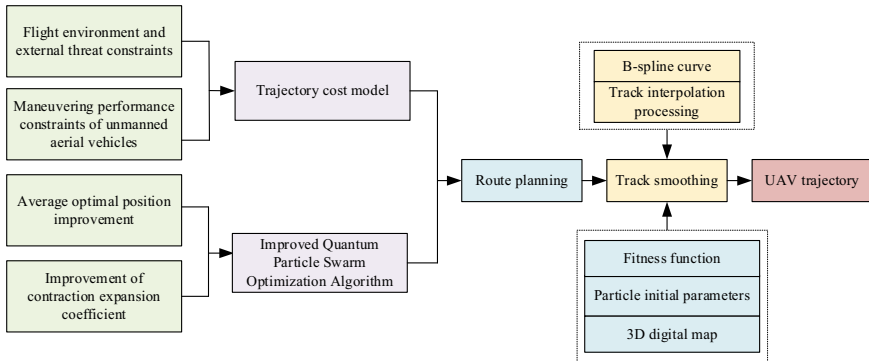 Flight environment and
external threat constraints
Maneuvering performance
constraints of unmanned
aerial vehicles
Average optimal position
improvement
Improvement of
contraction expansion
coefficient
Trajectory cost model
Improved Quantum
Particle Swarm
Optimization Algorithm
Route planning
B-spline curve
Track interpolation
processing
Track smoothing
UAV trajectory
Fitness function
Particle initial parameters
3D digital map